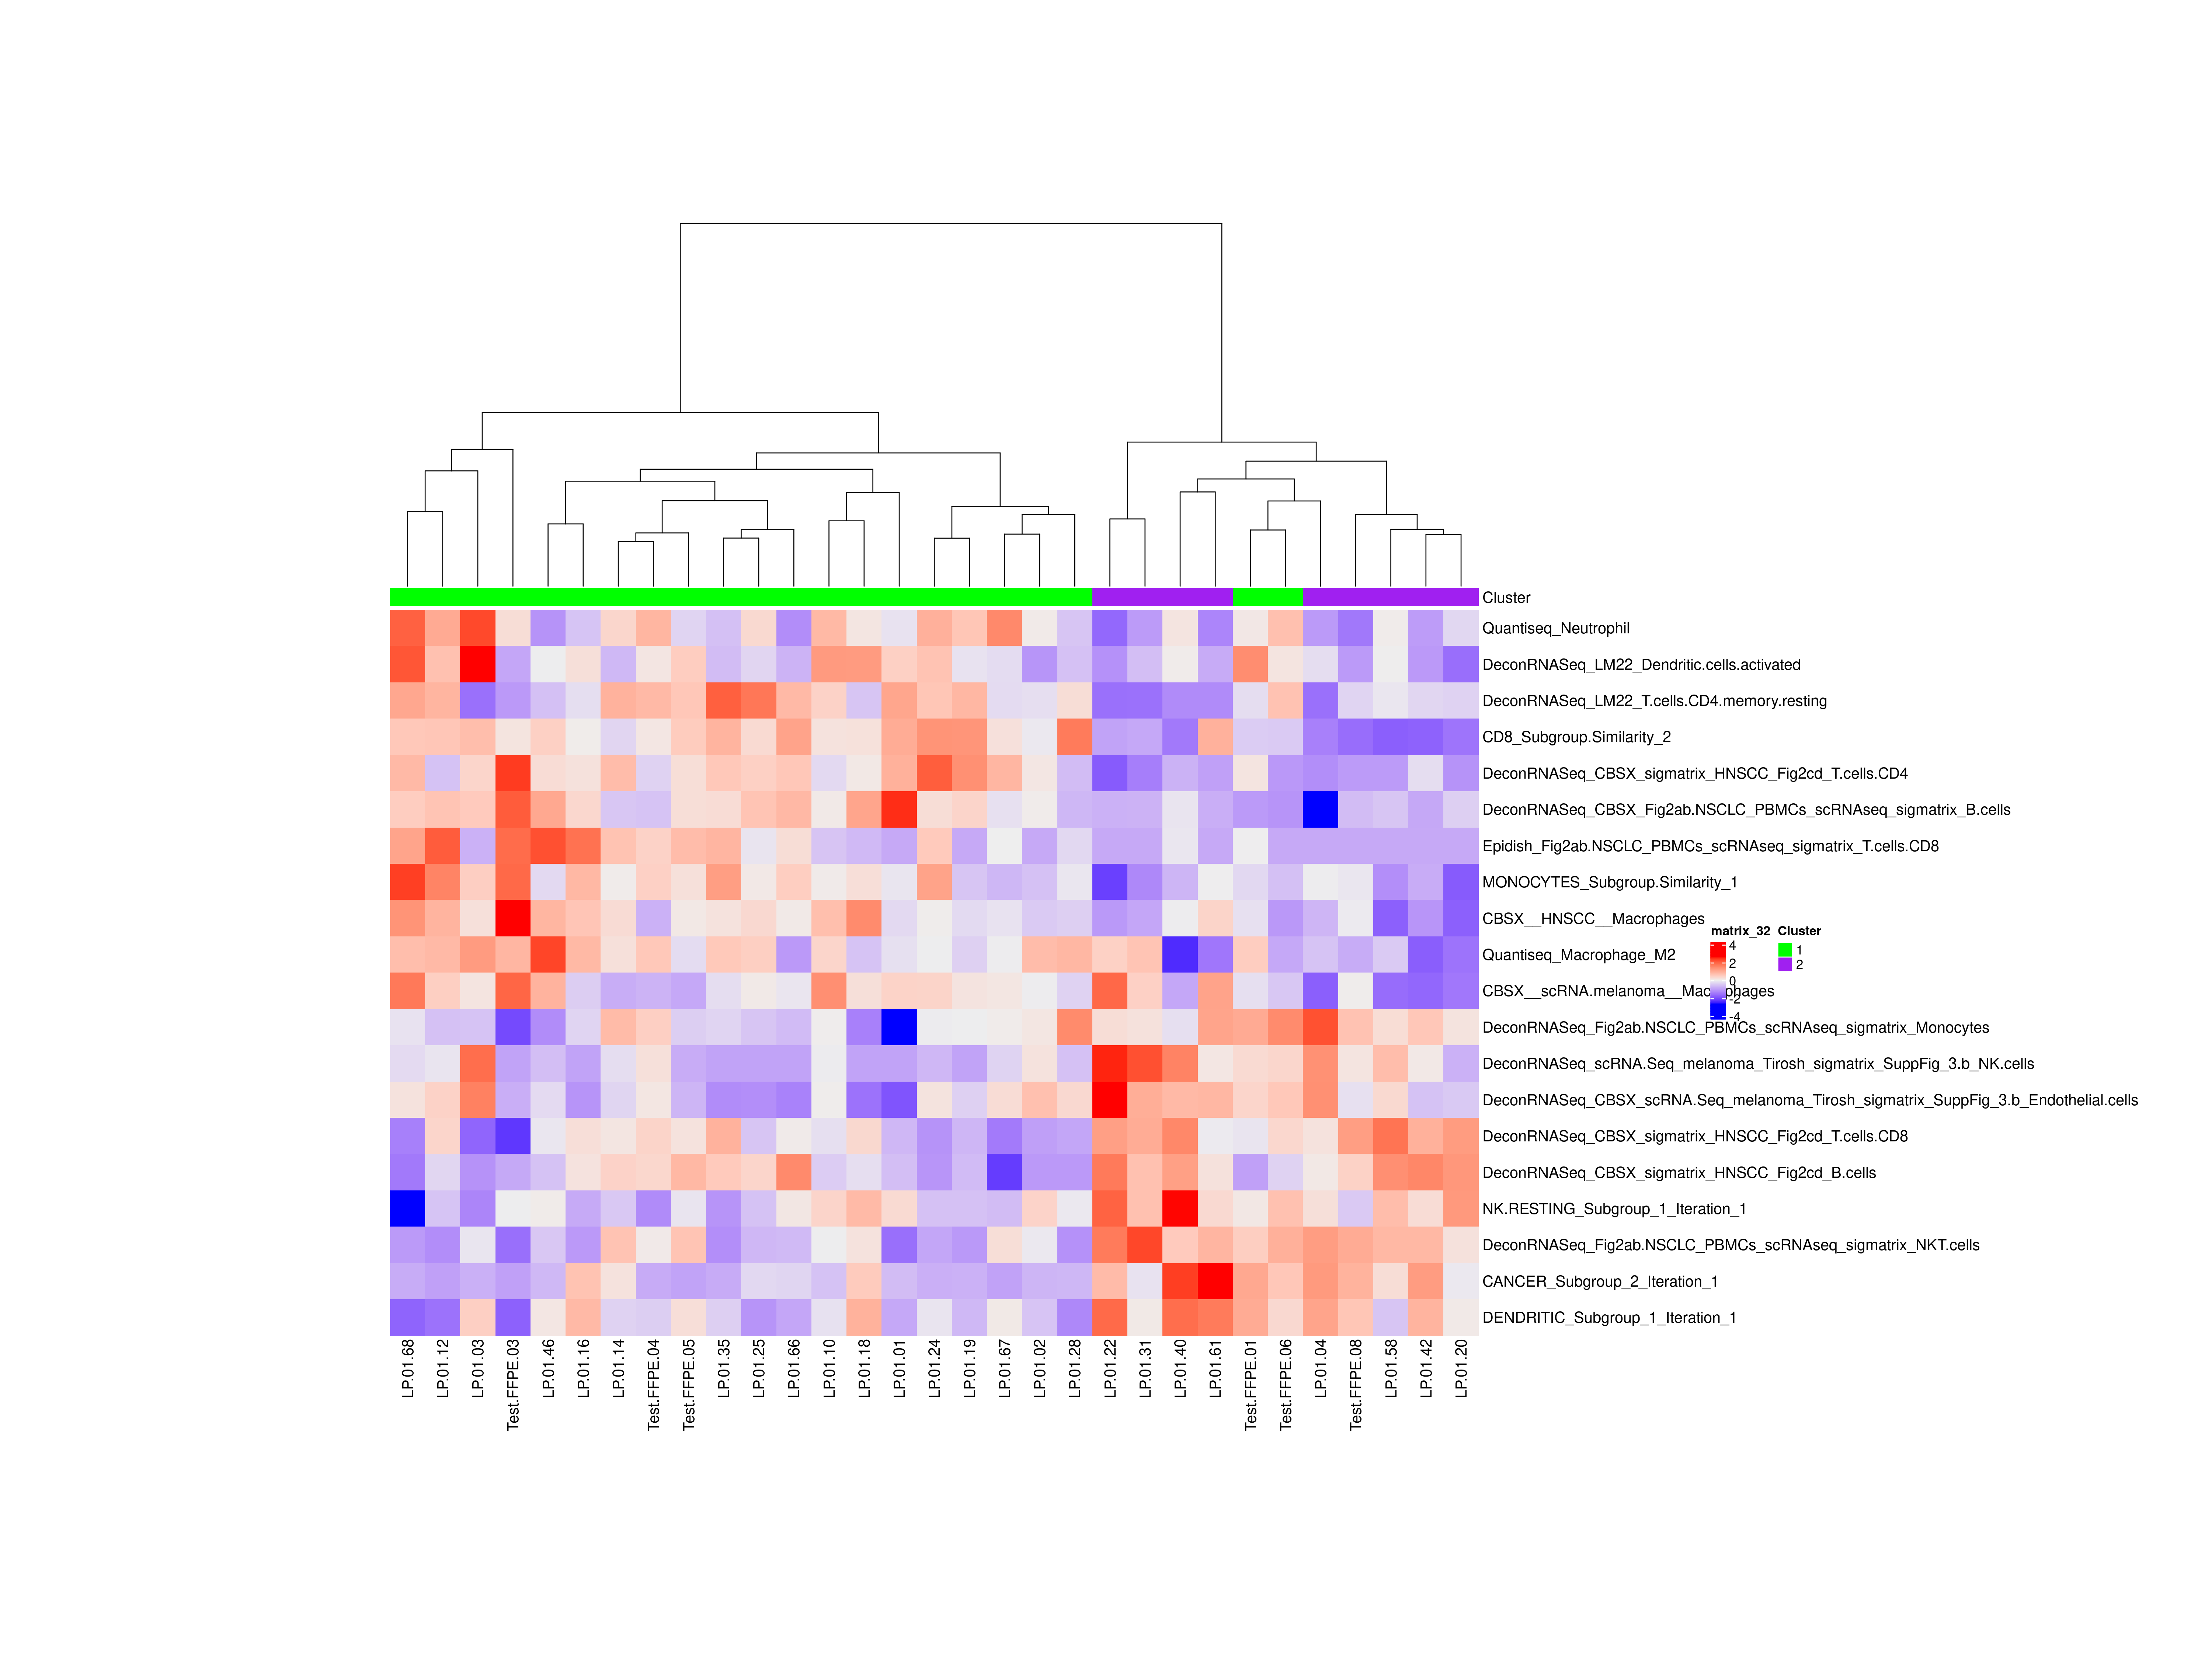 Cluster
Quantiseq_Neutrophil
DeconRNASeq_LM22_Dendritic.cells.activated
DeconRNASeq_LM22_T.cells.CD4.memory.resting
CD8_Subgroup.Similarity_2
DeconRNASeq_CBSX_sigmatrix_HNSCC_Fig2cd_T.cells.CD4
DeconRNASeq_CBSX_Fig2ab.NSCLC_PBMCs_scRNAseq_sigmatrix_B.cells
Epidish_Fig2ab.NSCLC_PBMCs_scRNAseq_sigmatrix_T.cells.CD8
MONOCYTES_Subgroup.Similarity_1
CBSX__HNSCC__Macrophages
Quantiseq_Macrophage_M2
CBSX__scRNA.melanoma__Macrophages
DeconRNASeq_Fig2ab.NSCLC_PBMCs_scRNAseq_sigmatrix_Monocytes
DeconRNASeq_scRNA.Seq_melanoma_Tirosh_sigmatrix_SuppFig_3.b_NK.cells
DeconRNASeq_CBSX_scRNA.Seq_melanoma_Tirosh_sigmatrix_SuppFig_3.b_Endothelial.cells
DeconRNASeq_CBSX_sigmatrix_HNSCC_Fig2cd_T.cells.CD8
DeconRNASeq_CBSX_sigmatrix_HNSCC_Fig2cd_B.cells
NK.RESTING_Subgroup_1_Iteration_1
DeconRNASeq_Fig2ab.NSCLC_PBMCs_scRNAseq_sigmatrix_NKT.cells
CANCER_Subgroup_2_Iteration_1
DENDRITIC_Subgroup_1_Iteration_1
matrix_32
4
2
0
-2
-4
Cluster
1
2
LP.01.68
LP.01.12
LP.01.03
Test.FFPE.03
LP.01.46
LP.01.16
LP.01.14
Test.FFPE.04
Test.FFPE.05
LP.01.35
LP.01.25
LP.01.66
LP.01.10
LP.01.18
LP.01.01
LP.01.24
LP.01.19
LP.01.67
LP.01.02
LP.01.28
LP.01.22
LP.01.31
LP.01.40
LP.01.61
Test.FFPE.01
Test.FFPE.06
LP.01.04
Test.FFPE.08
LP.01.58
LP.01.42
LP.01.20